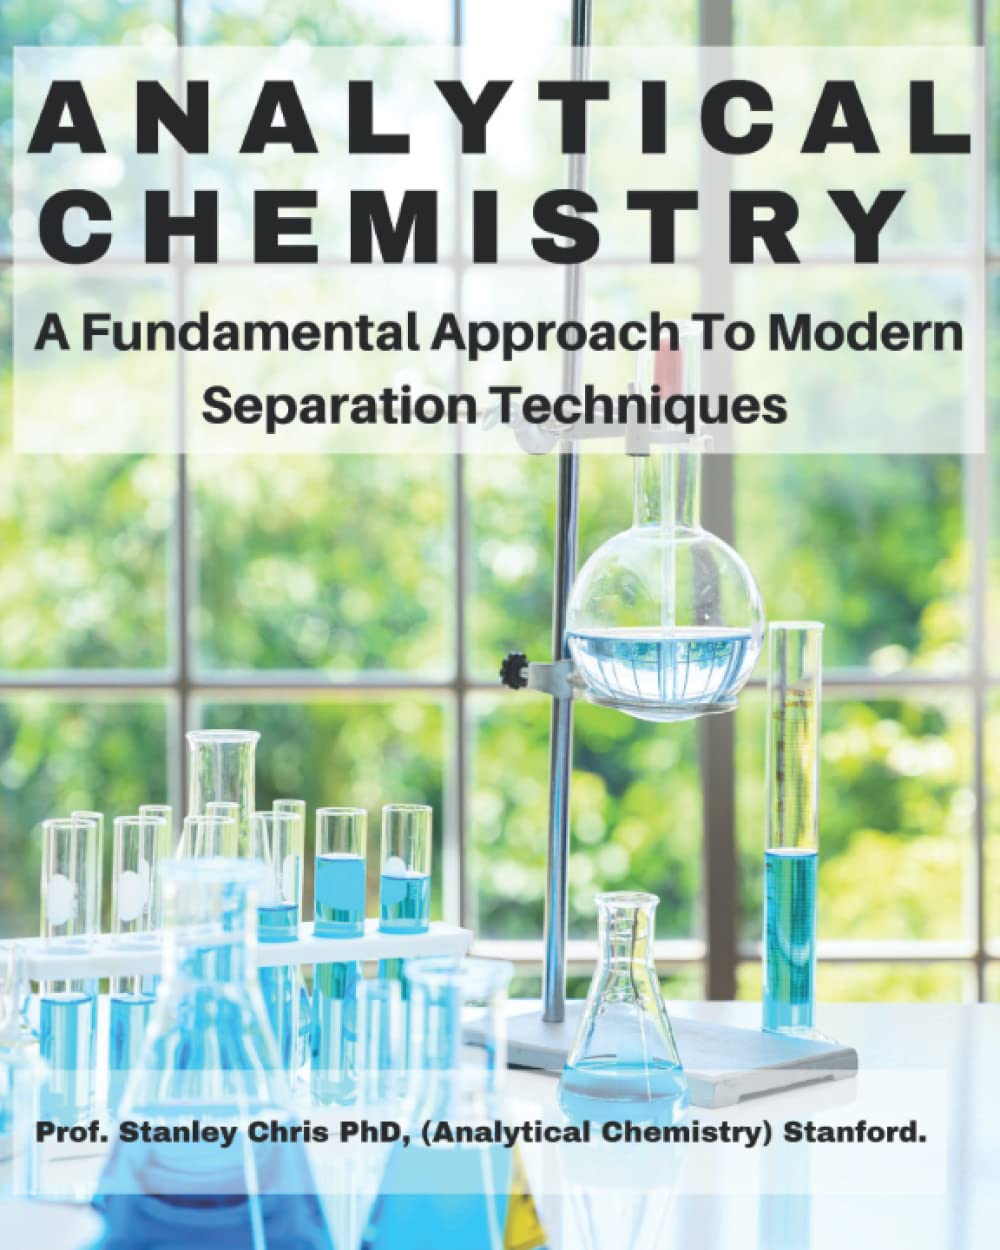 ANALYTICAL
CHEMISTRY
A Fundamental Approach To Modern
Separation Techniques
Prof. Stanley Chris PhD, (Analytical Chemistry) Stanford.